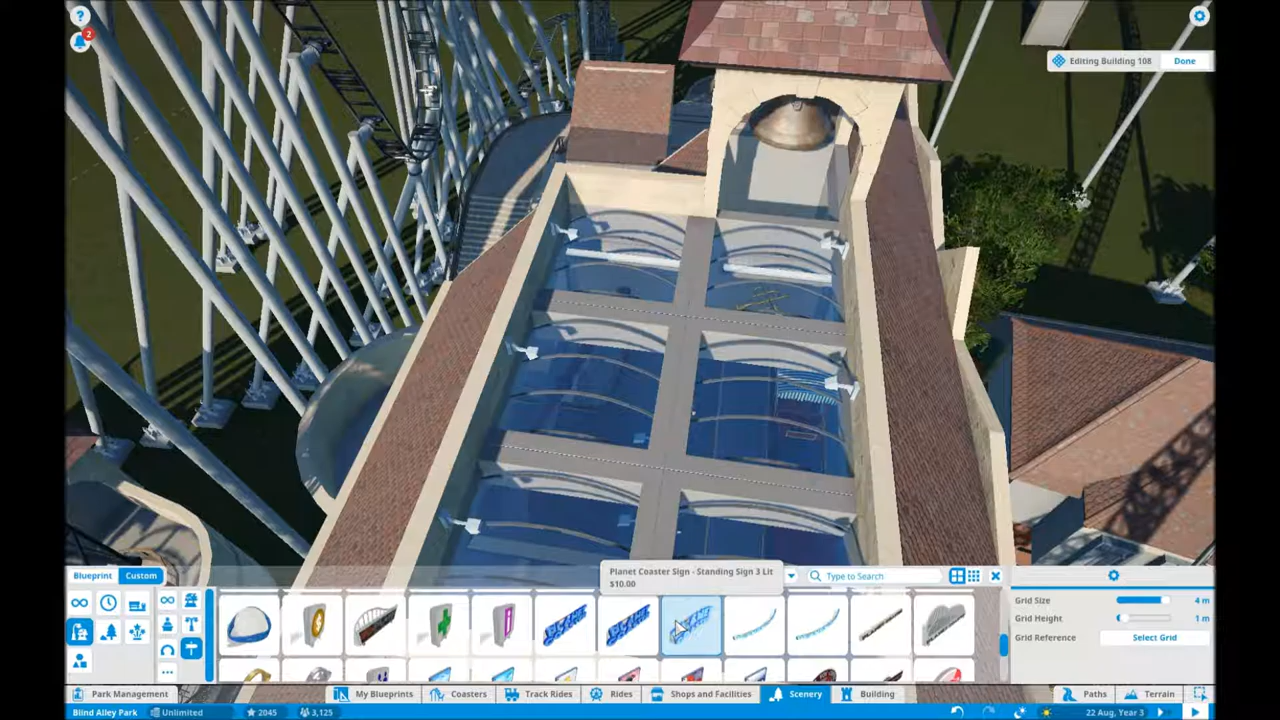 ?
2
Editing Building 108
Done
Planet Coaster Sign - Standing Sign 3 Lit
$10.00
Blueprint
Custom
Type to Search
Grid Size
4 m
Grid Height
1 m
Grid Reference
Select Grid
Park Management
My Blueprints
Coasters
Track Rides
Rides
Shops and Facilities
Scenery
Building
Paths
Terrain
Blind Alley Park
Unlimited
2045
3,125
22 Aug, Year 3